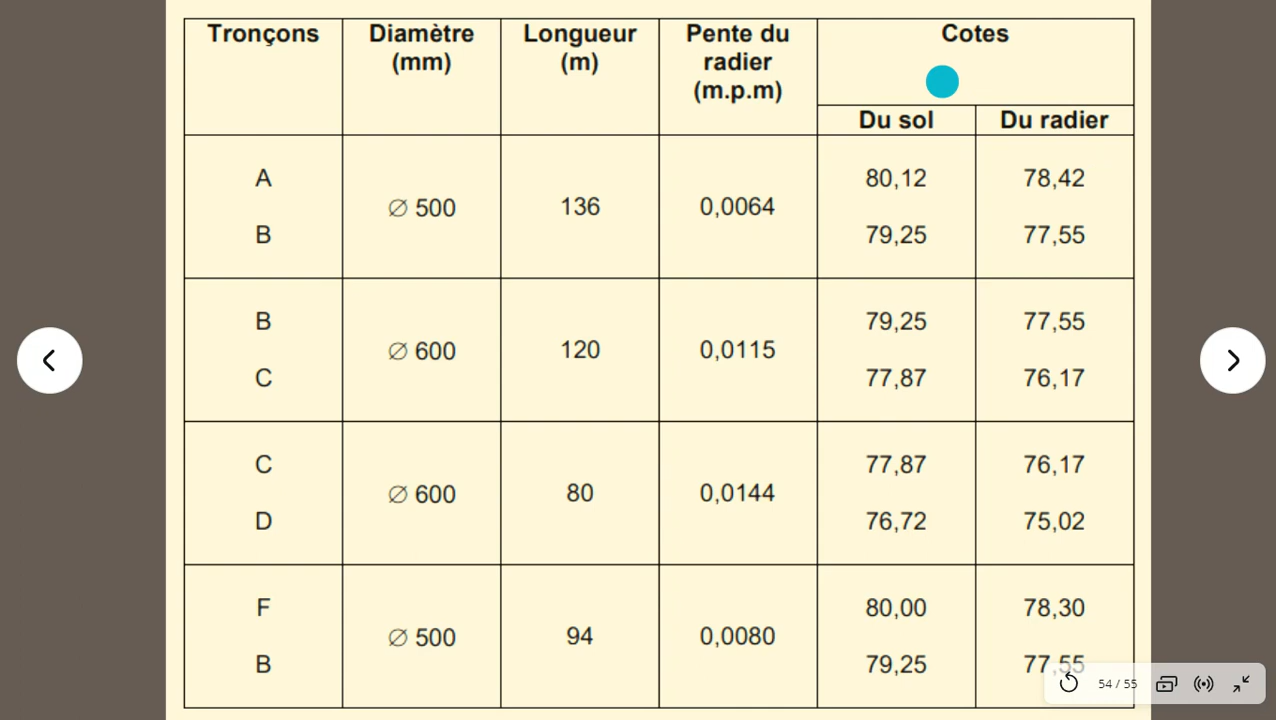 Tronçons Diamètre (mm) Longueur (m) Pente du radier (m.p.m) Cotes
Du sol Du radier
A 80,12 78,42
∅ 500 136 0,0064
B 79,25 77,55
B 79,25 77,55
∅ 600 120 0,0115
C 77,87 76,17
C 77,87 76,17
∅ 600 80 0,0144
D 76,72 75,02
F 80,00 78,30
∅ 500 94 0,0080
B 79,25 77,55
54 / 55